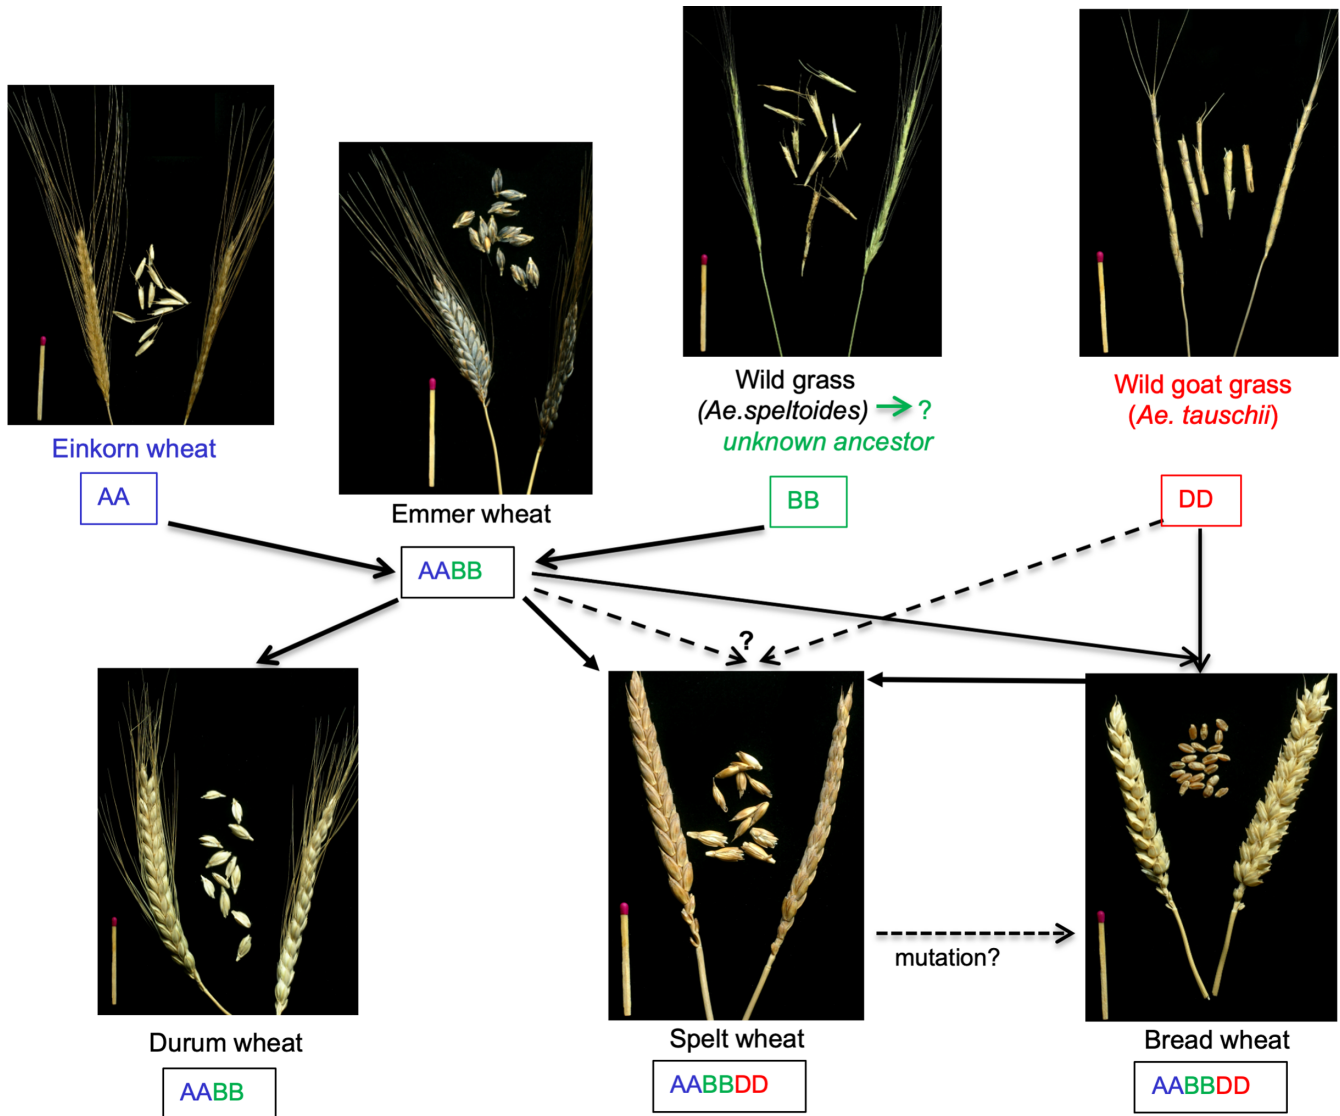 Wild grass
(Ae.speltoides) → ?
unknown ancestor
Wild goat grass
(Ae. tauschii)
Einkorn wheat
AA
Emmer wheat
BB
DD
AABB
?
mutation?
Durum wheat
AABB
Spelt wheat
AABBDD
Bread wheat
AABBDD